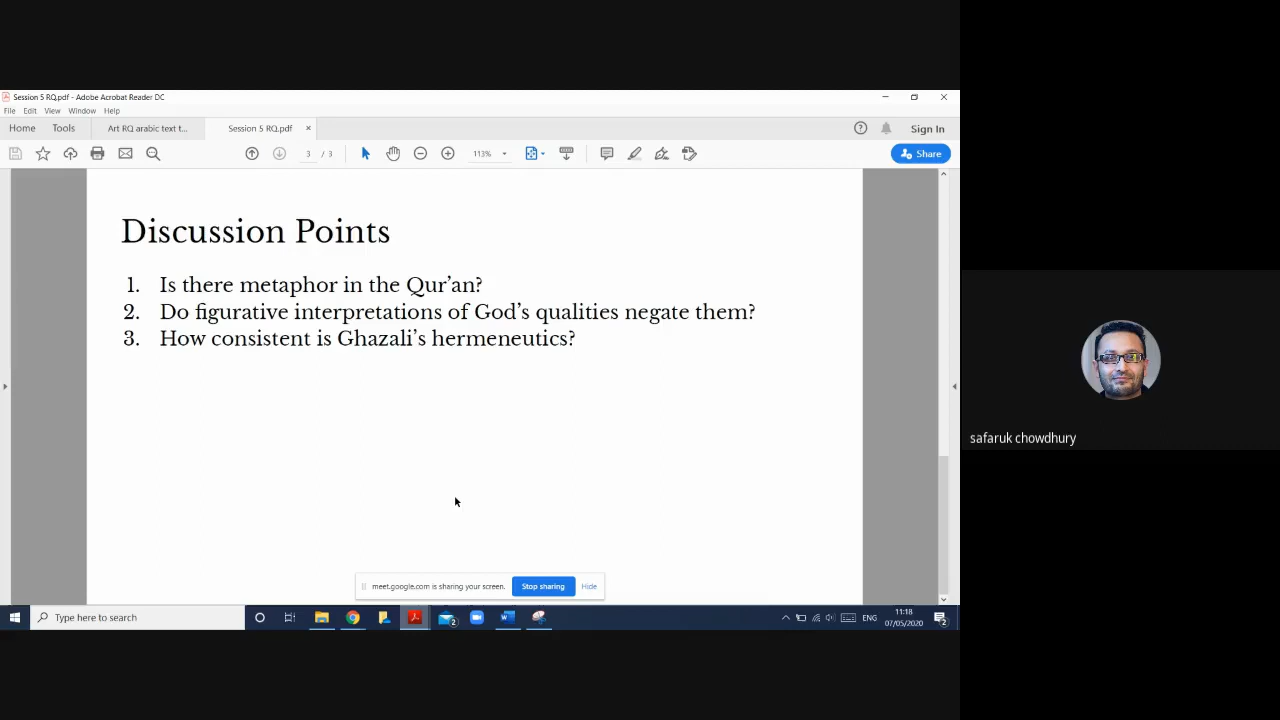 Session 5 RQ.pdf - Adobe Acrobat Reader DC
File Edit View Window Help
Home Tools Art RQ arabic text t... Session 5 RQ.pdf × Sign In
3 / 3 113% Share
Discussion Points
1. Is there metaphor in the Qur’an?
2. Do figurative interpretations of God’s qualities negate them?
3. How consistent is Ghazali’s hermeneutics?
safaruk chowdhury
meet.google.com is sharing your screen. Stop sharing Hide
Type here to search 2 ENG 11:18 2
07/05/2020